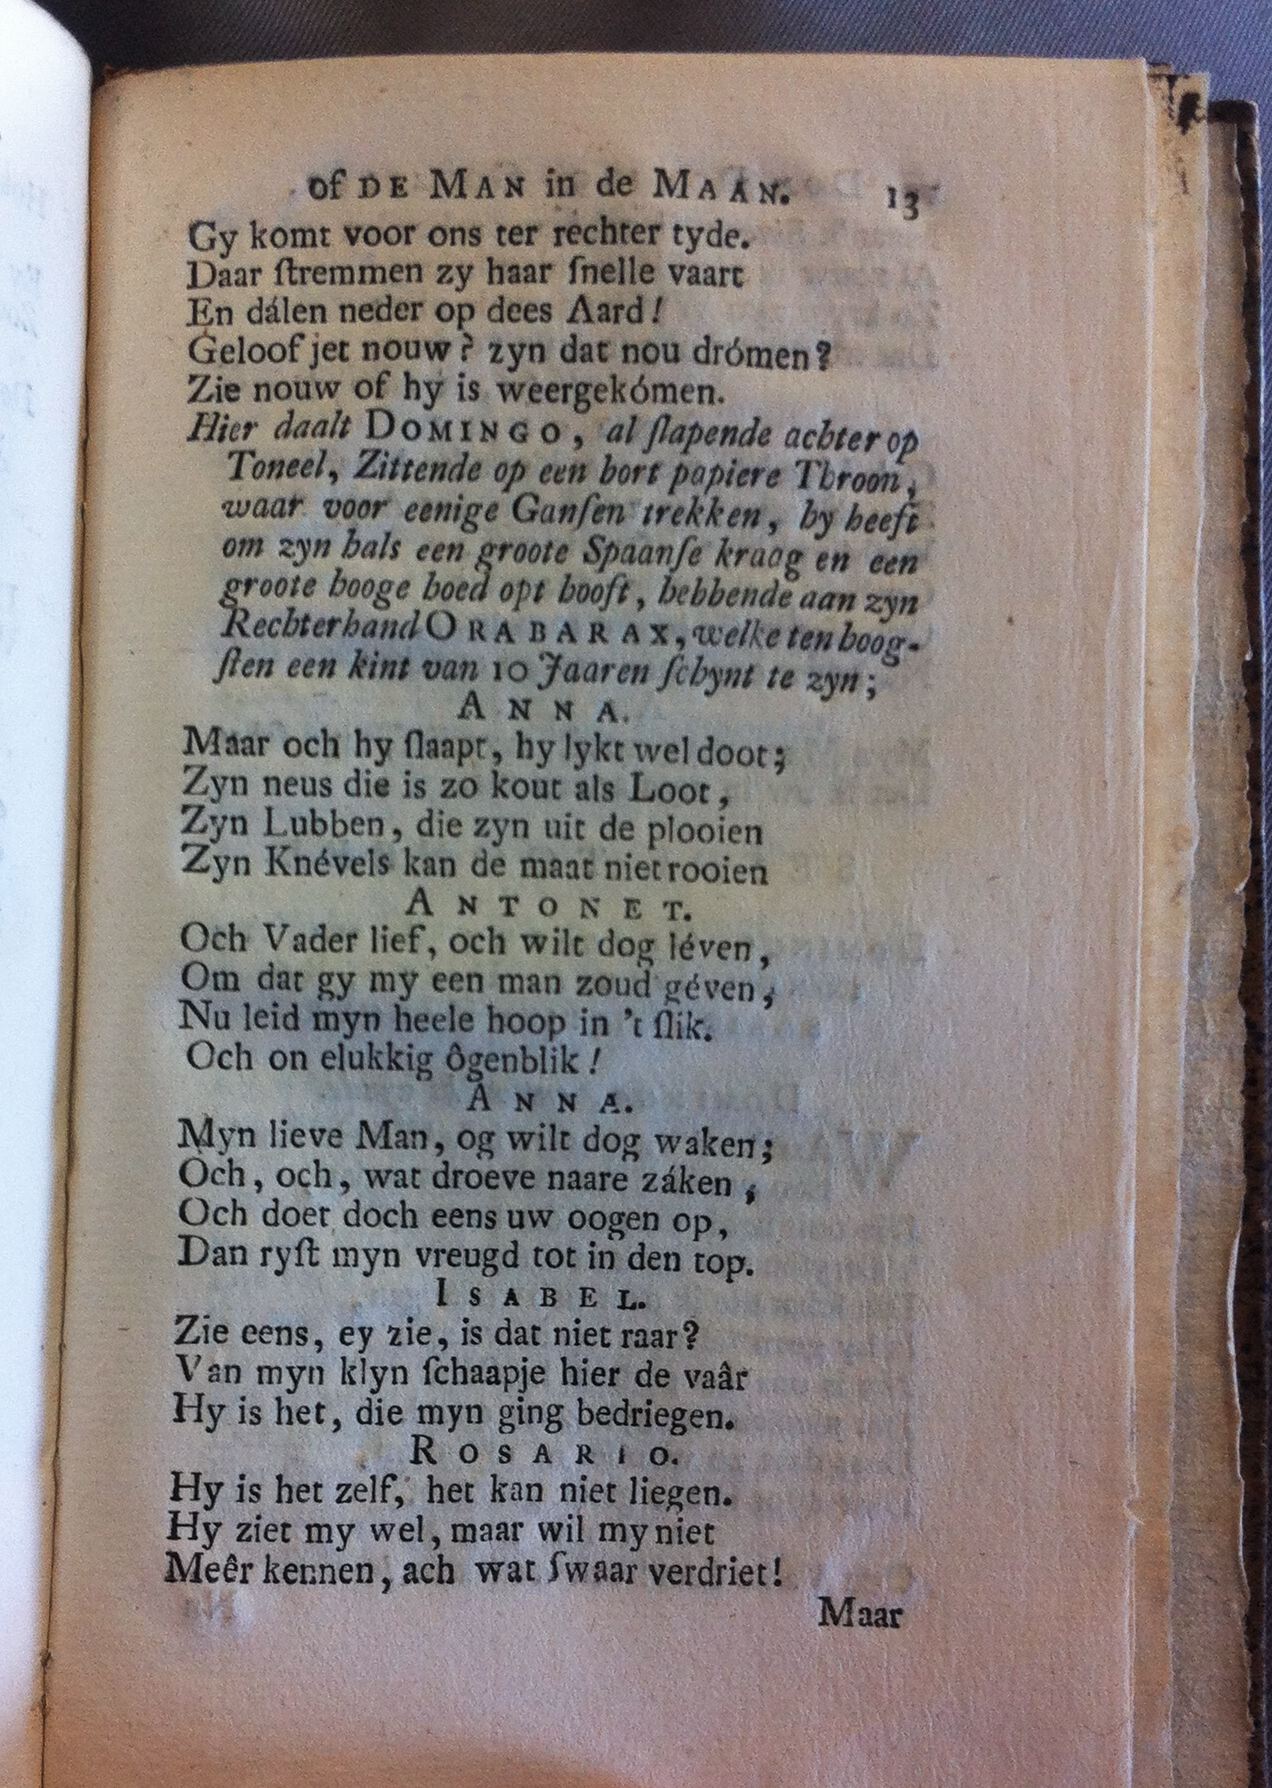 of DE MAN in de MAAN. 13
Gy komt voor ons ter rechter tyde.
Daar ſtremmen zy haar ſnelle vaart
En dálen neder op dees Aard!
Geloof jet nouw? zyn dat nou drómen?
Zie nouw of hy is weergekómen.
Hier daalt DOMINGO, al ſlapende achter op
Toneel, Zittende op een bort papiere Throon,
waar voor eenige Ganſen trekken, hy heeft
om zyn hals een groote Spaanſe kraag en een
groote hooge hoed opt hooft, hebbende aan zyn
Rechterhand ORABARAX, welke ten hoog-
ſten een kint van 10 Jaaren ſchynt te zyn;
ANNA.
Maar och hy ſlaapt, hy lykt wel doot;
Zyn neus die is zo kout als Loot,
Zyn Lubben, die zyn uit de plooien
Zyn Knévels kan de maat niet rooien
ANTONET.
Och Vader lief, och wilt dog léven,
Om dat gy my een man zoud géven,
Nu leid myn heele hoop in 't ſlik.
Och on elukkig ôgenblik!
ANNA.
Myn lieve Man, og wilt dog waken;
Och, och, wat droeve naare záken,
Och doet doch eens uw oogen op,
Dan ryſt myn vreugd tot in den top.
ISABEL.
Zie eens, ey zie, is dat niet raar?
Van myn klyn ſchaapje hier de vaâr
Hy is het, die myn ging bedriegen.
ROSARIO.
Hy is het zelf, het kan niet liegen.
Hy ziet my wel, maar wil my niet
Meêr kennen, ach wat ſwaar verdriet!
Maar